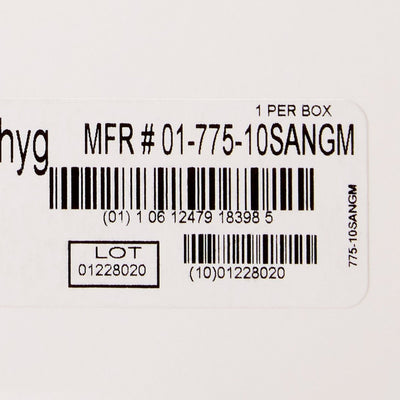 1 PER BOX
hyg MFR # 01-775-10SANGM
(01) 1 06 12479 18398 5
LOT
01228020
(10)01228020
775-10SANGM